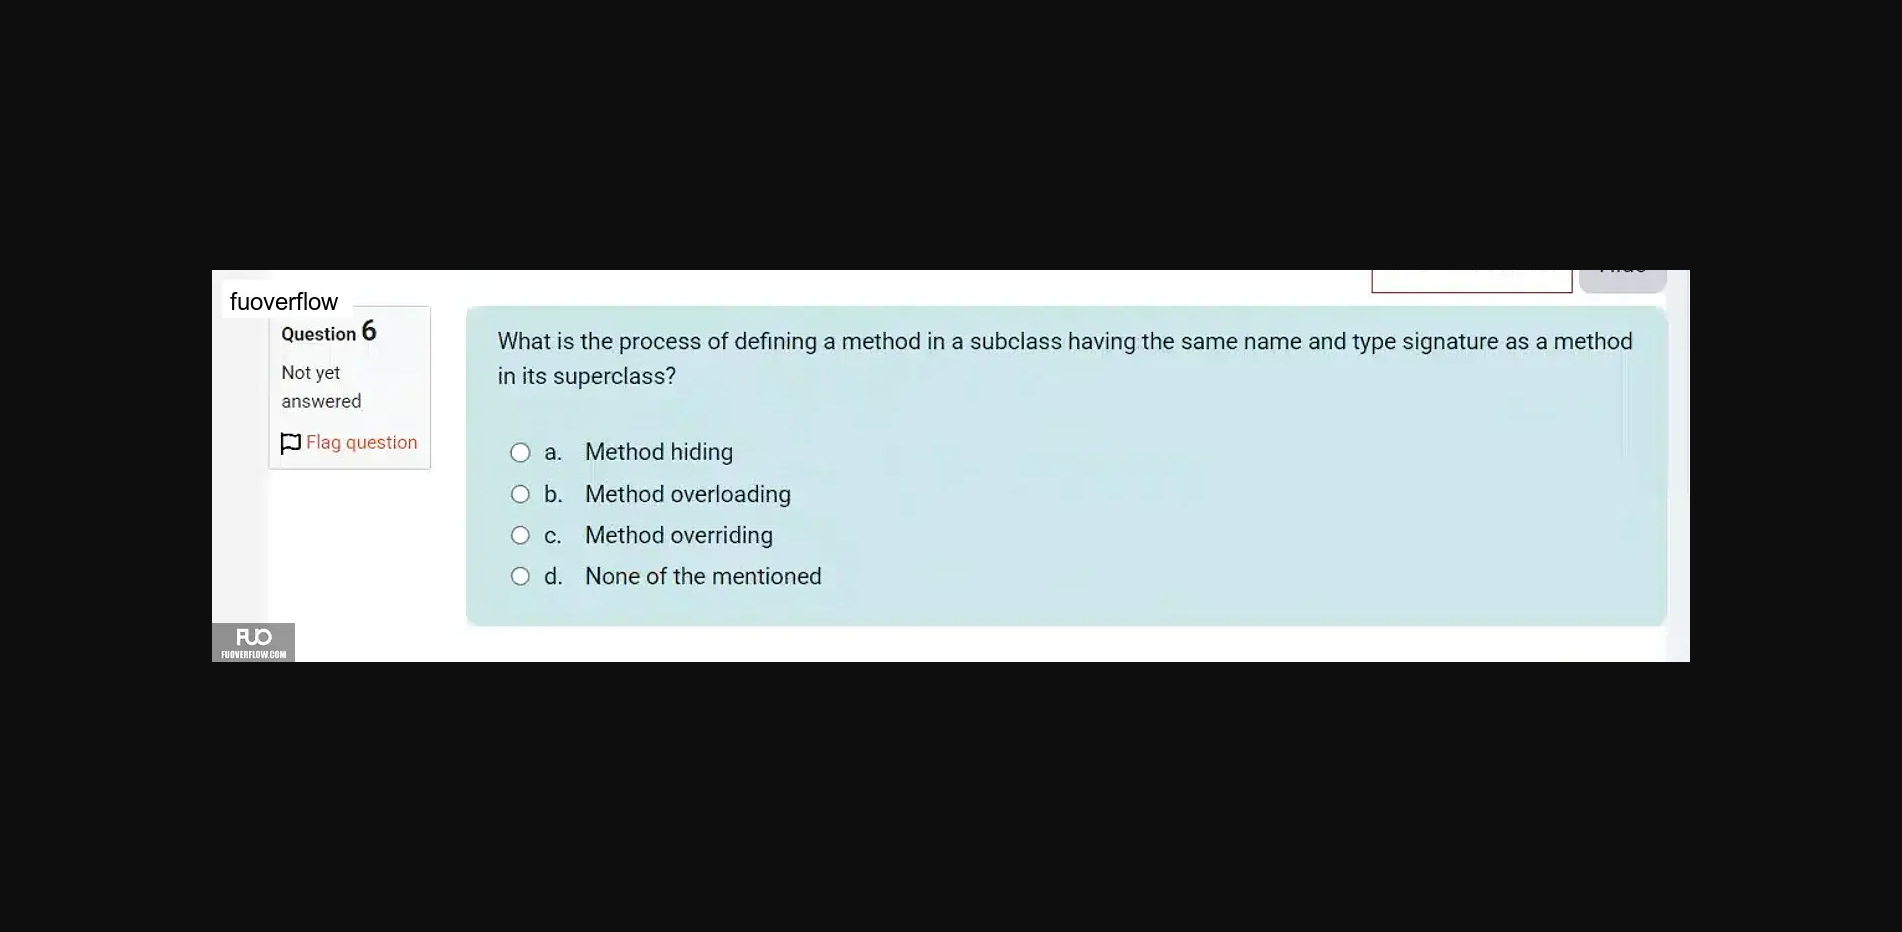 fuoverflow
Question 6
Not yet
answered
Flag question
What is the process of defining a method in a subclass having the same name and type signature as a method
in its superclass?
a. Method hiding
b. Method overloading
c. Method overriding
d. None of the mentioned
FUO
FUOVERFLOW.COM